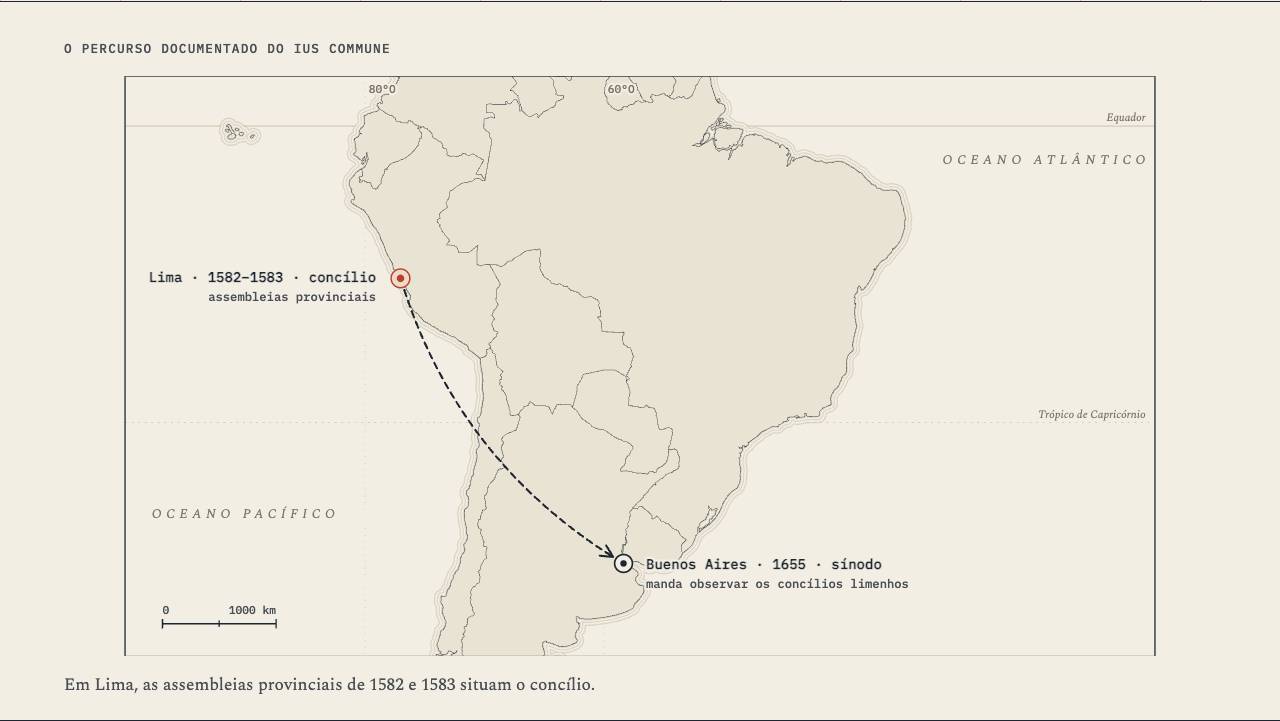 O PERCURSO DOCUMENTADO DO IUS COMMUNE
80°O
60°O
Equador
OCEANO ATLÂNTICO
Lima · 1582–1583 · concílio
assembleias provinciais
Trópico de Capricórnio
OCEANO PACÍFICO
Buenos Aires · 1655 · sínodo
manda observar os concílios limenhos
0 1000 km
Em Lima, as assembleias provinciais de 1582 e 1583 situam o concílio.